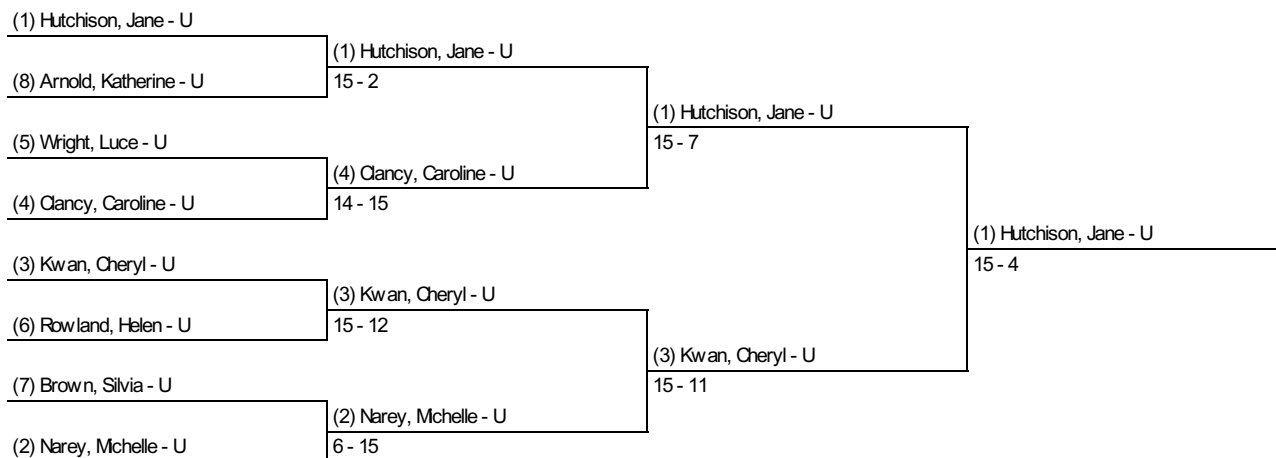 (1) Hutchison, Jane - U
(1) Hutchison, Jane - U
(8) Arnold, Katherine - U
15 - 2
(1) Hutchison, Jane - U
(5) Wright, Luce - U
15 - 7
(4) Clancy, Caroline - U
(4) Clancy, Caroline - U
14 - 15
(1) Hutchison, Jane - U
(3) Kwan, Cheryl - U
15 - 4
(3) Kwan, Cheryl - U
(6) Rowland, Helen - U
15 - 12
(3) Kwan, Cheryl - U
(7) Brown, Silvia - U
15 - 11
(2) Narey, Michelle - U
(2) Narey, Michelle - U
6 - 15